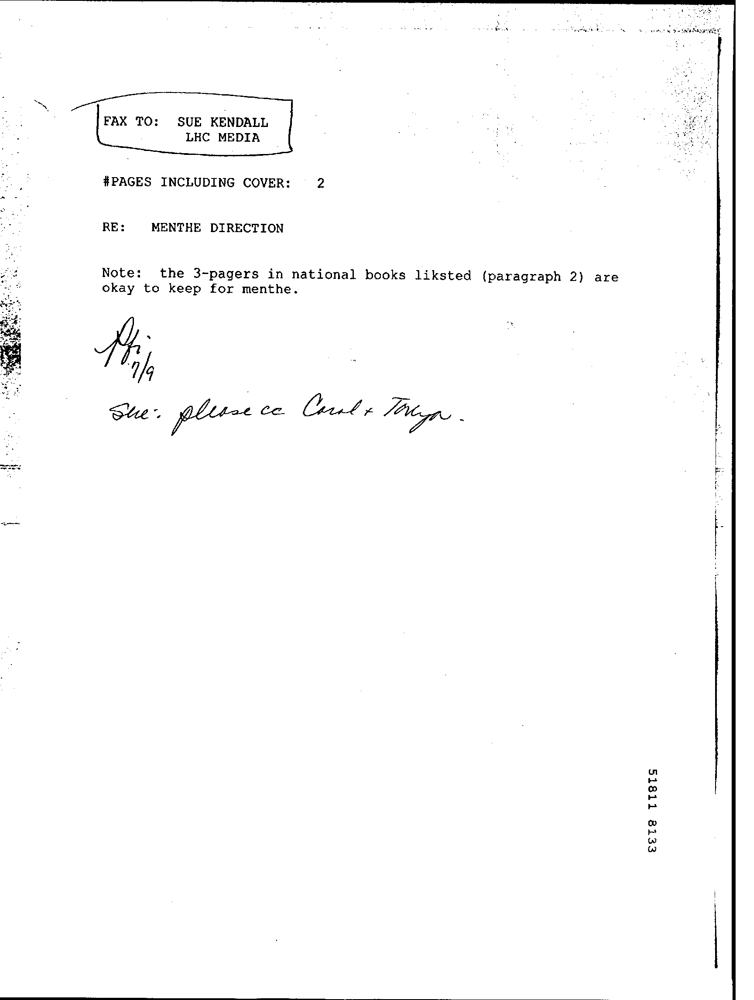 FAX TO: SUE KENDALL
LHC MEDIA
#PAGES INCLUDING COVER: 2
RE: MENTHE DIRECTION
Note: the 3-pagers in national books liksted (paragraph 2) are
okay to keep for menthe.
7/9
Sue: please cc Carol + Tonya.
51811 8133